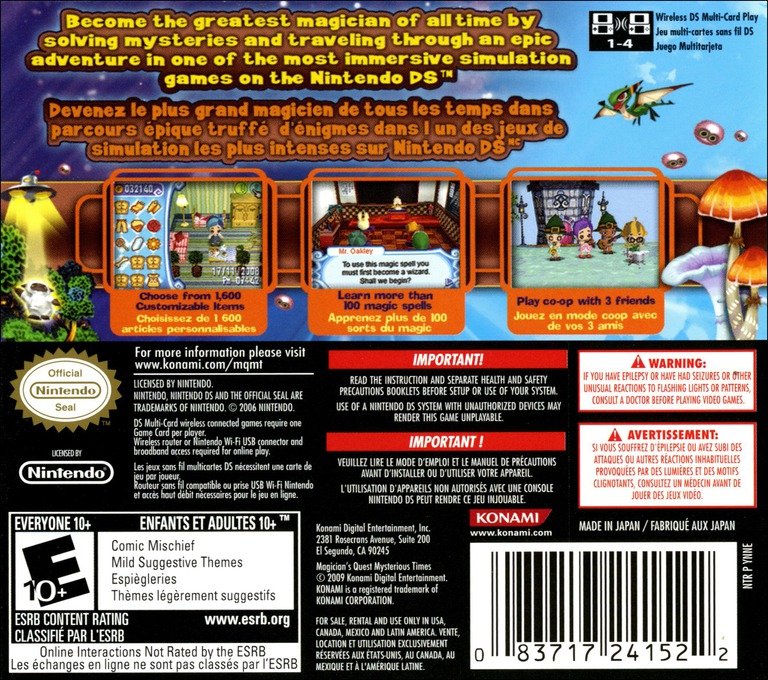 Become the greatest magician of all time by
solving mysteries and traveling through an epic
adventure in one of the most immersive simulation
games on the Nintendo DS™
Devenez le plus grand magicien de tous les temps dans
parcours épique truffé d'énigmes dans l un des jeux de
simulation les plus intenses sur Nintendo DS MC
Wireless DS Multi-Card Play
Jeu multi-cartes sans fil DS
Juego Multitarjeta
1-4
032140
17/11/2008
PM 07:42
Choose from 1,600
Customizable Items
Choisissez de 1 600
articles personnalisables
Mr. Oakley
To use this magic spell you
must first become a wizard.
Shall we begin?
Learn more than
100 magic spells
Apprenez plus de 100
sorts du magic
Play co-op with 3 friends
Jouez en mode coop avec
de vos 3 amis
Official
Nintendo
Seal
™
LICENSED BY
Nintendo
For more information please visit
www.konami.com/mqmt
LICENSED BY NINTENDO.
NINTENDO, NINTENDO DS AND THE OFFICIAL SEAL ARE
TRADEMARKS OF NINTENDO. © 2006 NINTENDO.
DS Multi-Card wireless connected games require one
Game Card per player.
Wireless router or Nintendo Wi-Fi USB connector and
broadband access required for online play.
Les jeux sans fil multicartes DS nécessitent une carte de
jeu par joueur.
Routeur sans fil compatible ou prise USB Wi-Fi Nintendo
et accès haut débit nécessaires pour le jeu en ligne.
IMPORTANT!
READ THE INSTRUCTION AND SEPARATE HEALTH AND SAFETY
PRECAUTIONS BOOKLETS BEFORE SETUP OR USE OF YOUR SYSTEM.
USE OF A NINTENDO DS SYSTEM WITH UNAUTHORIZED DEVICES MAY
RENDER THIS GAME UNPLAYABLE.
IMPORTANT !
VEUILLEZ LIRE LE MODE D'EMPLOI ET LE MANUEL DE PRÉCAUTIONS
AVANT D'INSTALLER OU D'UTILISER VOTRE APPAREIL.
L'UTILISATION D'APPAREILS NON AUTORISÉS AVEC UNE CONSOLE
NINTENDO DS PEUT RENDRE CE JEU INJOUABLE.
WARNING:
IF YOU HAVE EPILEPSY OR HAVE HAD SEIZURES OR OTHER
UNUSUAL REACTIONS TO FLASHING LIGHTS OR PATTERNS,
CONSULT A DOCTOR BEFORE PLAYING VIDEO GAMES.
AVERTISSEMENT:
SI VOUS SOUFFREZ D'ÉPILEPSIE OU AVEZ SUBI DES
ATTAQUES OU AUTRES RÉACTIONS INHABITUELLES
PROVOQUÉES PAR DES LUMIÈRES ET DES MOTIFS
CLIGNOTANTS, CONSULTEZ UN MÉDECIN AVANT DE
JOUER DES JEUX VIDEO.
EVERYONE 10+ ENFANTS ET ADULTES 10+™
E
10+
Comic Mischief
Mild Suggestive Themes
Espiègleries
Thèmes légèrement suggestifs
ESRB CONTENT RATING www.esrb.org
CLASSIFIÉ PAR L'ESRB
Online Interactions Not Rated by the ESRB
Les échanges en ligne ne sont pas classés par l'ESRB
Konami Digital Entertainment, Inc.
2381 Rosecrans Avenue, Suite 200
El Segundo, CA 90245
Magician's Quest Mysterious Times
© 2009 Konami Digital Entertainment.
KONAMI is a registered trademark of
KONAMI CORPORATION.
FOR SALE, RENTAL AND USE ONLY IN USA,
CANADA, MEXICO AND LATIN AMERICA. VENTE,
LOCATION ET UTILISATION EXCLUSIVEMENT
RÉSERVÉES AUX ÉTATS-UNIS, AU CANADA, AU
MEXIQUE ET À L'AMÉRIQUE LATINE.
KONAMI
www.konami.com
MADE IN JAPAN / FABRIQUÉ AUX JAPAN
NTR P YNNE
0 83717 24152 2